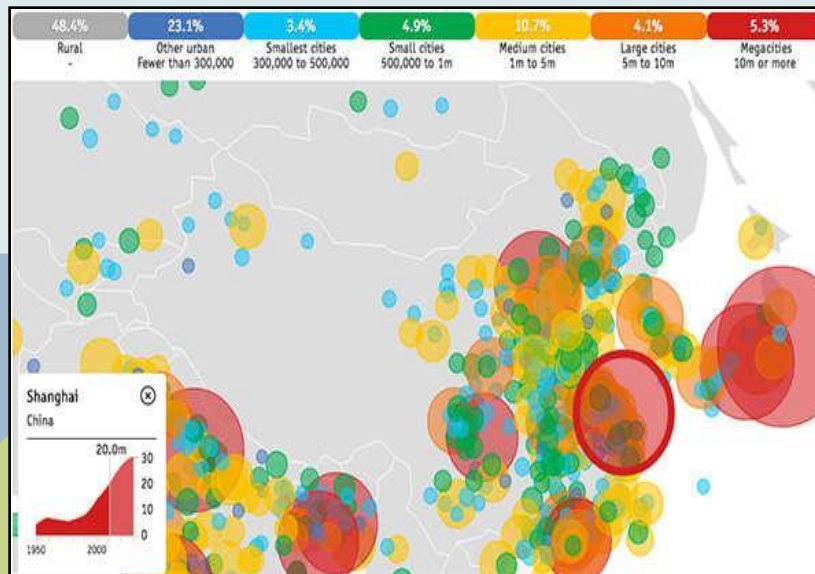 48.4% 23.1% 3.4% 4.9% 10.7% 4.1% 5.3%
Rural Other urban Smallest cities Small cities Medium cities Large cities Megacities
- Fewer than 300,000 300,000 to 500,000 500,000 to 1m 1m to 5m 5m to 10m 10m or more
Shanghai
China
20.0m
30
20
10
0
1950 2000